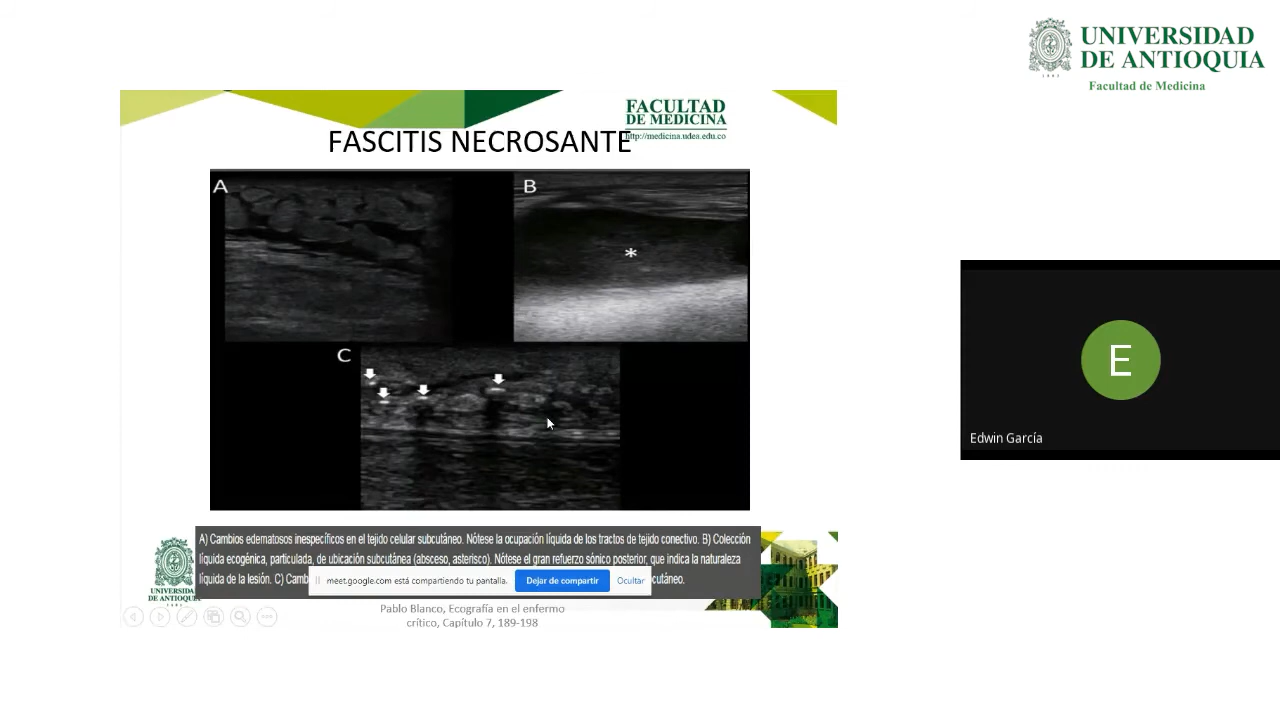 UNIVERSIDAD
DE ANTIOQUIA
1803
Facultad de Medicina
FACULTAD
DE MEDICINA
http://medicina.udea.edu.co
FASCITIS NECROSANTE
A
B
*
C
E
Edwin García
A) Cambios edematosos inespecíficos en el tejido celular subcutáneo. Nótese la ocupación líquida de los tractos de tejido conectivo. B) Colección
líquida ecogénica, particulada, de ubicación subcutánea (absceso, asterisco). Nótese el gran refuerzo sónico posterior, que indica la naturaleza
líquida de la lesión. C) Camb
cutáneo.
meet.google.com está compartiendo tu pantalla.
Dejar de compartir
Ocultar
UNIVERSIDAD
DE ANTIOQUIA
Pablo Blanco, Ecografía en el enfermo
crítico, Capítulo 7, 189-198